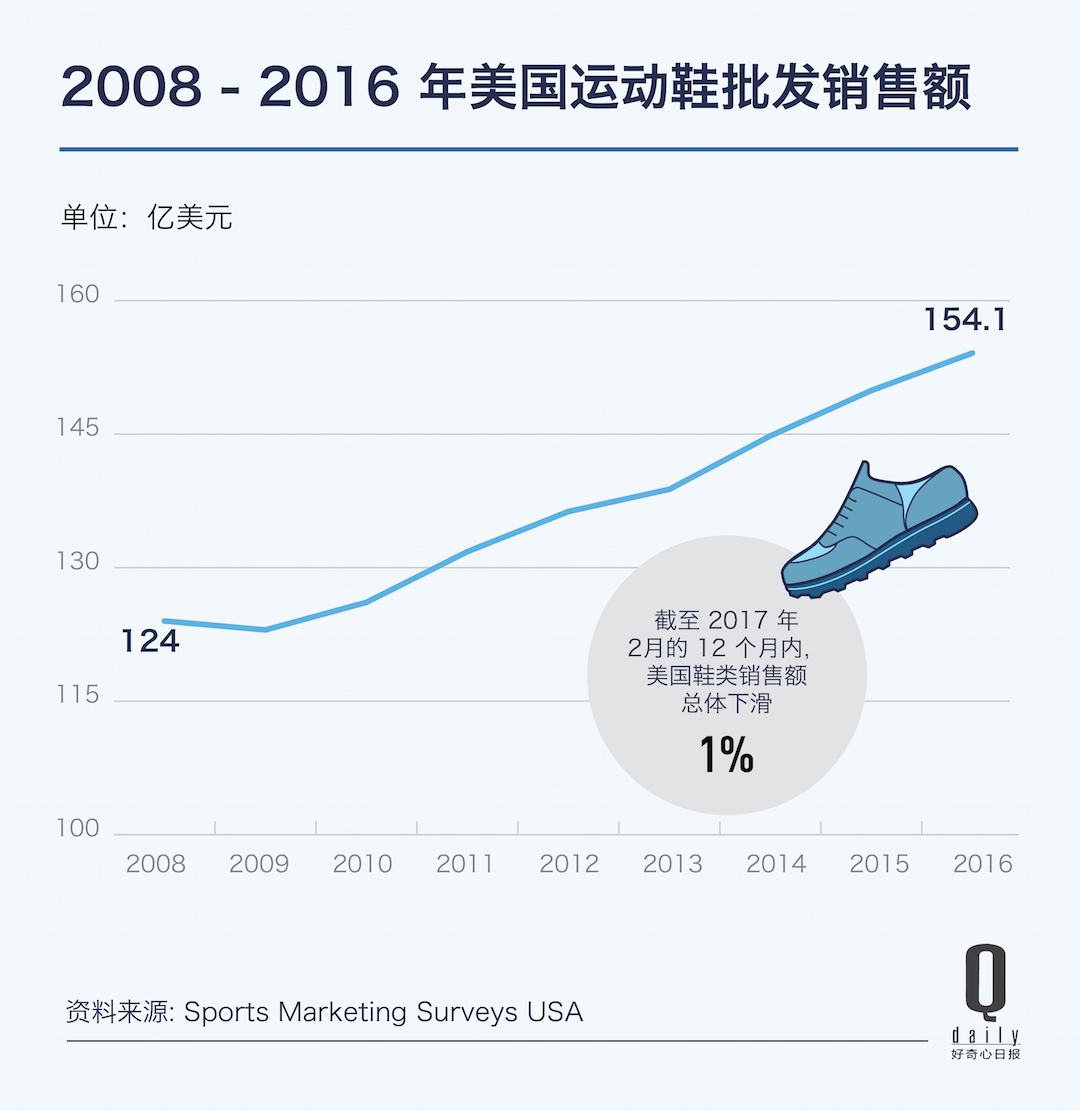 2008 - 2016 年美国运动鞋批发销售额
单位：亿美元
160
154.1
145
130
124
115
100
截至 2017 年
2月的 12 个月内，
美国鞋类销售额
总体下滑
1%
2008 2009 2010 2011 2012 2013 2014 2015 2016
资料来源: Sports Marketing Surveys USA
Q
daily
好奇心日报